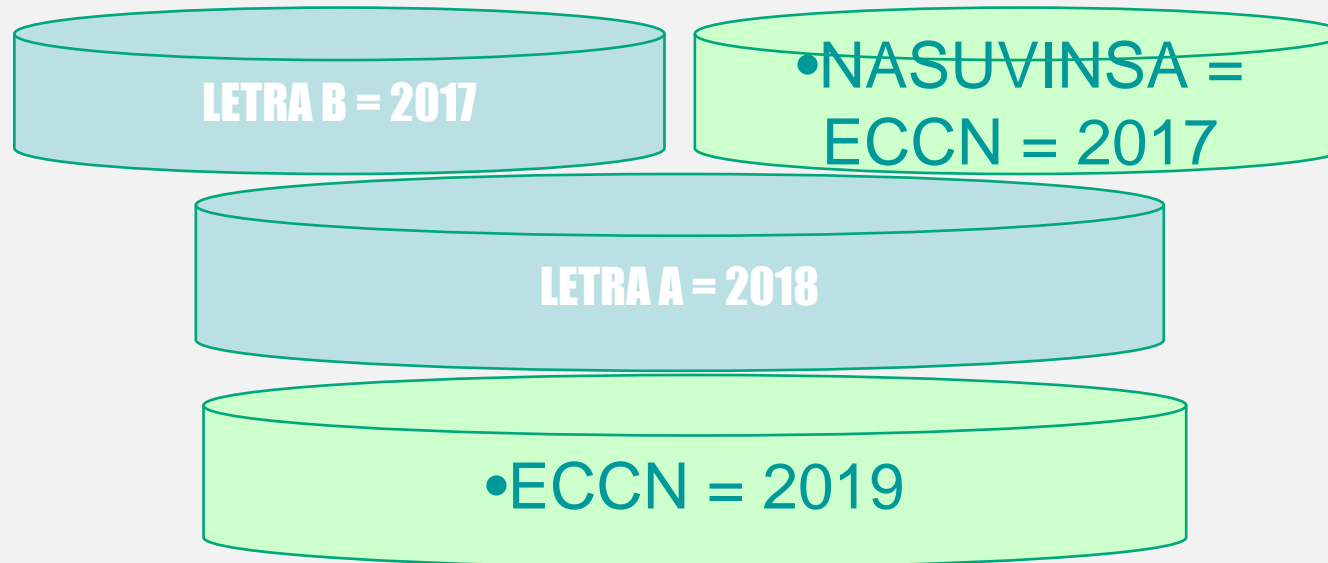 LETRA B = 2017
•NASUVINSA =
ECCN = 2017
LETRA A = 2018
•ECCN = 2019